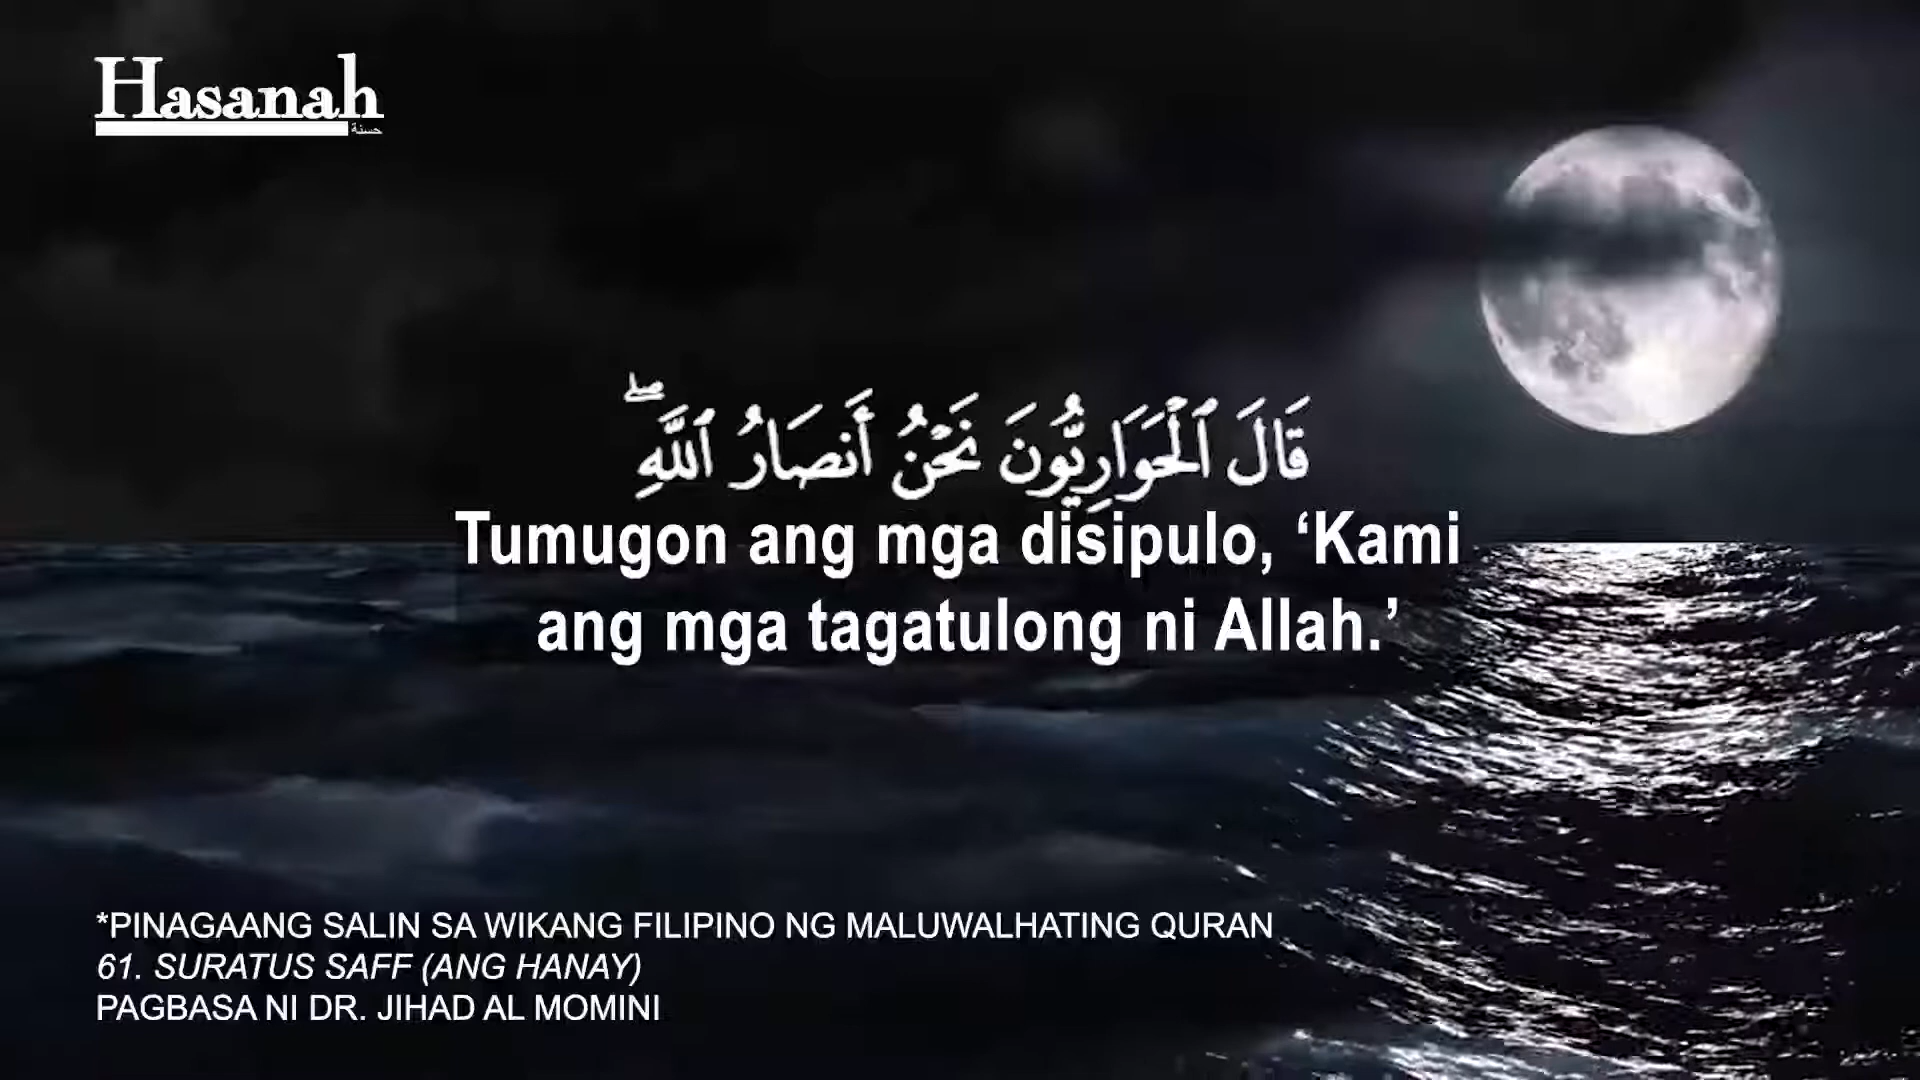 Hasanah
حسنة
قَالَ ٱلْحَوَارِيُّونَ نَحْنُ أَنصَارُ ٱللَّهِ ۖ
Tumugon ang mga disipulo, ‘Kami
ang mga tagatulong ni Allah.’
*PINAGAANG SALIN SA WIKANG FILIPINO NG MALUWALHATING QURAN
61. SURATUS SAFF (ANG HANAY)
PAGBASA NI DR. JIHAD AL MOMINI